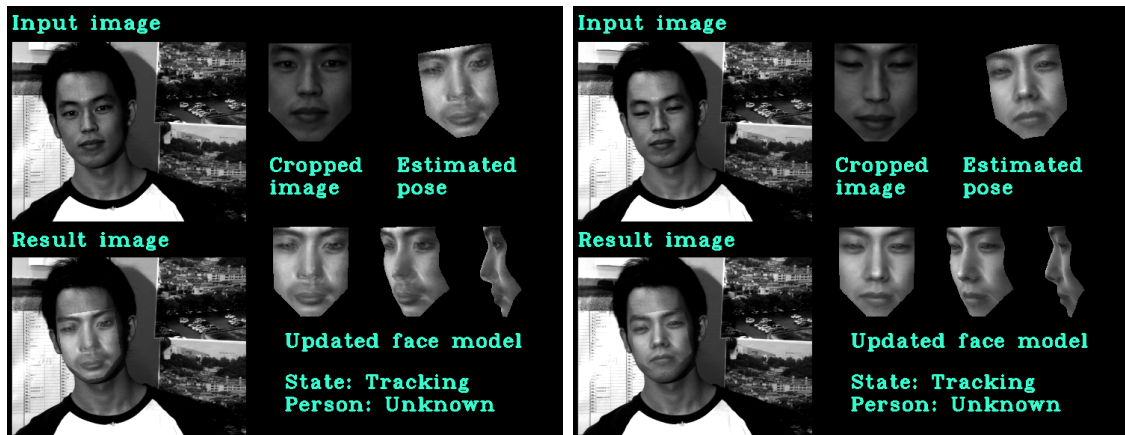 Input image
Cropped
image
Estimated
pose
Result image
Updated face model
State: Tracking
Person: Unknown
Input image
Cropped
image
Estimated
pose
Result image
Updated face model
State: Tracking
Person: Unknown